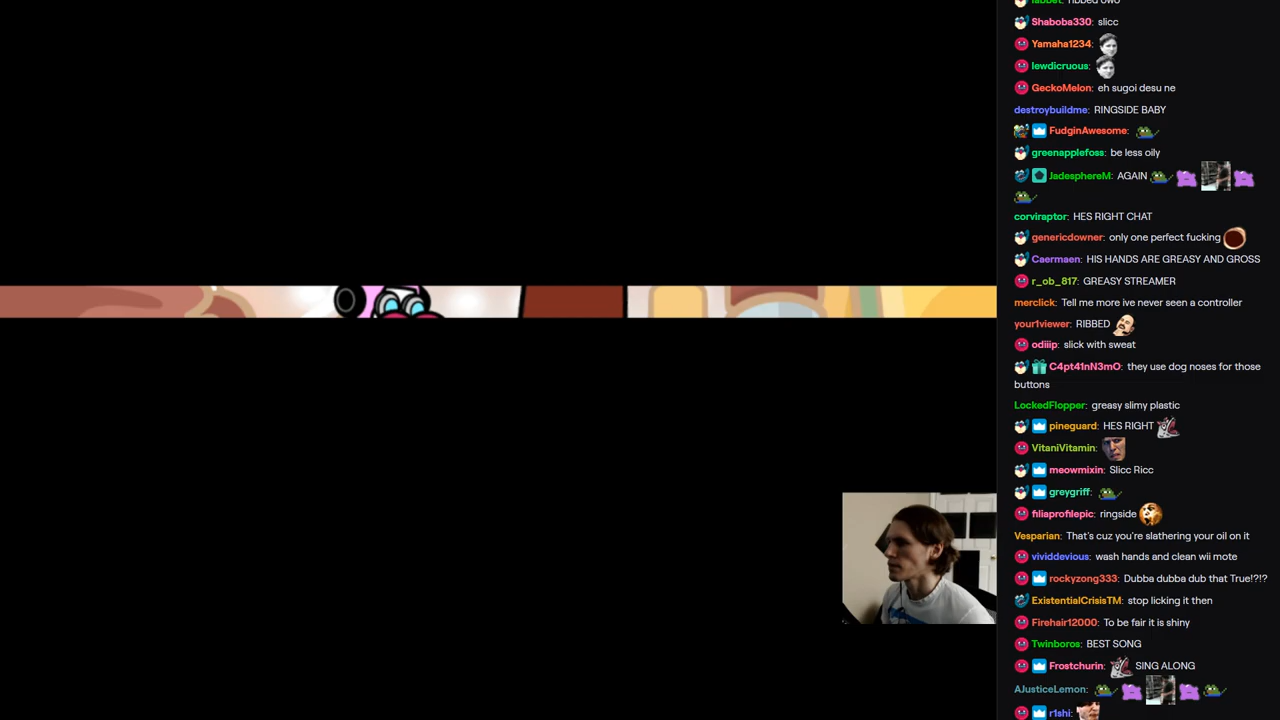 Shaboba330: slicc
Yamaha1234:
lewdicruous:
GeckoMelon: eh sugoi desu ne
destroybuildme: RINGSIDE BABY
FudginAwesome:
greenapplefoss: be less oily
JadesphereM: AGAIN
corviraptor: HES RIGHT CHAT
genericdowner: only one perfect fucking
Caermaen: HIS HANDS ARE GREASY AND GROSS
r_ob_817: GREASY STREAMER
merclick: Tell me more ive never seen a controller
your1viewer: RIBBED
odiiip: slick with sweat
C4pt41nN3mO: they use dog noses for those
buttons
LockedFlopper: greasy slimy plastic
pineguard: HES RIGHT
VitaniVitamin:
meowmixin: Slicc Ricc
greygriff:
filiaprofilepic: ringside
Vesparian: That's cuz you're slathering your oil on it
vividdevious: wash hands and clean wii mote
rockyzong333: Dubba dubba dub that True!?!?
ExistentialCrisisTM: stop licking it then
Firehair12000: To be fair it is shiny
Twinboros: BEST SONG
Frostchurin: SING ALONG
AJusticeLemon:
r1shi: